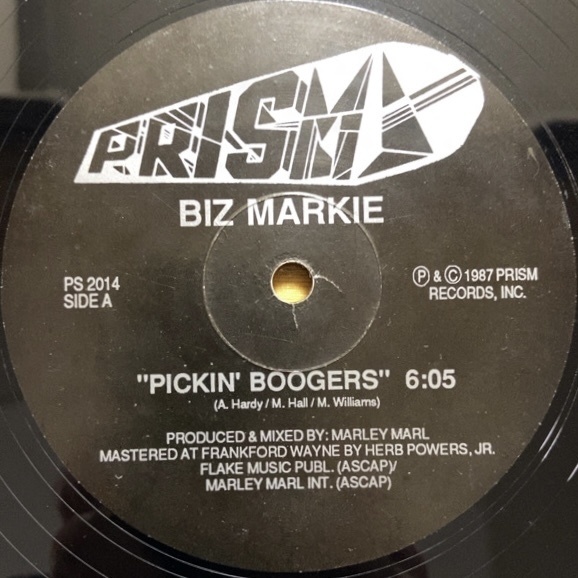 PRISM
BIZ MARKIE
PS 2014
SIDE A
Ⓟ & © 1987 PRISM
RECORDS, INC.
"PICKIN' BOOGERS" 6:05
(A. Hardy / M. Hall / M. Williams)
PRODUCED & MIXED BY: MARLEY MARL
MASTERED AT FRANKFORD WAYNE BY HERB POWERS, JR.
FLAKE MUSIC PUBL. (ASCAP)/
MARLEY MARL INT. (ASCAP)